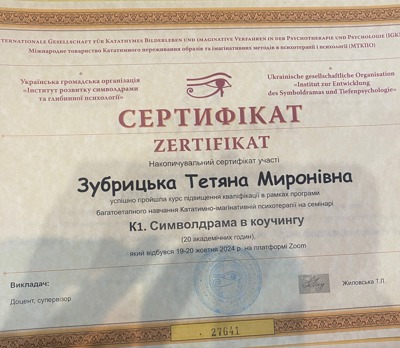 INTERNATIONALE GESELLSCHAFT FÜR KATATHYMES BILDERLEBEN UND IMAGINATIVE VERFAHREN IN DER PSYCHOTHERAPIE UND PSYCHOLOGIE
Міжнародне товариство Кататимного переживання образів та імагінативних методів в психотерапії і психології (МТКПО)
Українська громадська організація
«Інститут розвитку символдрами
та глибинної психології»
Ukrainische gesellschaftliche Organisation
«Institut zur Entwicklung
des Symboldramas und Tiefenpsychologie»
СЕРТИФІКАТ
ZERTIFIKAT
Накопичувальний сертифікат участі
Зубрицька Тетяна Миронівна
успішно пройшла курс підвищення кваліфікації в рамках програми
багатоетапного навчання Кататимно-імагінативній психотерапії на семінарі
К1. Символдрама в коучингу
(20 академічних годин),
який відбувся 19-20 жовтня 2024 р. на платформі Zoom
Викладач:
Доцент, супервізор
Жиловська Т.Л.
27641